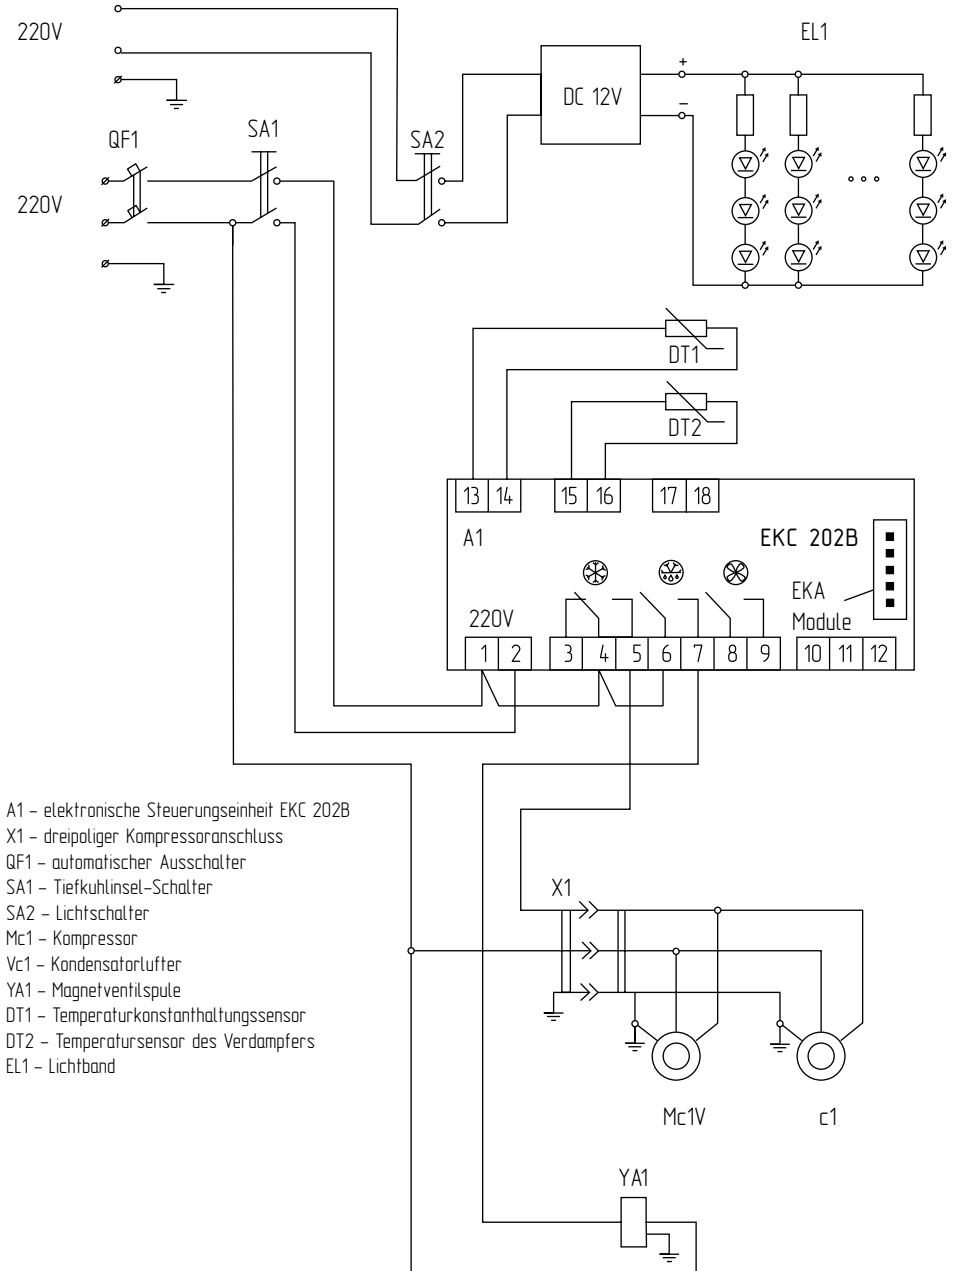 220V
EL1
DC 12V
+
–
QF1
SA1
SA2
220V
DT1
DT2
13 14 15 16 17 18
A1
EKC 202B
EKA
Module
220V
1 2 3 4 5 6 7 8 9 10 11 12
A1 – elektronische Steuerungseinheit EKC 202B
X1 – dreipoliger Kompressoranschluss
QF1 – automatischer Ausschalter
SA1 – Tiefkuhlinsel-Schalter
SA2 – Lichtschalter
Mc1 – Kompressor
Vc1 – Kondensatorlufter
YA1 – Magnetventilspule
DT1 – Temperaturkonstanthaltungssensor
DT2 – Temperatursensor des Verdampfers
EL1 – Lichtband
X1
Mc1V
c1
YA1